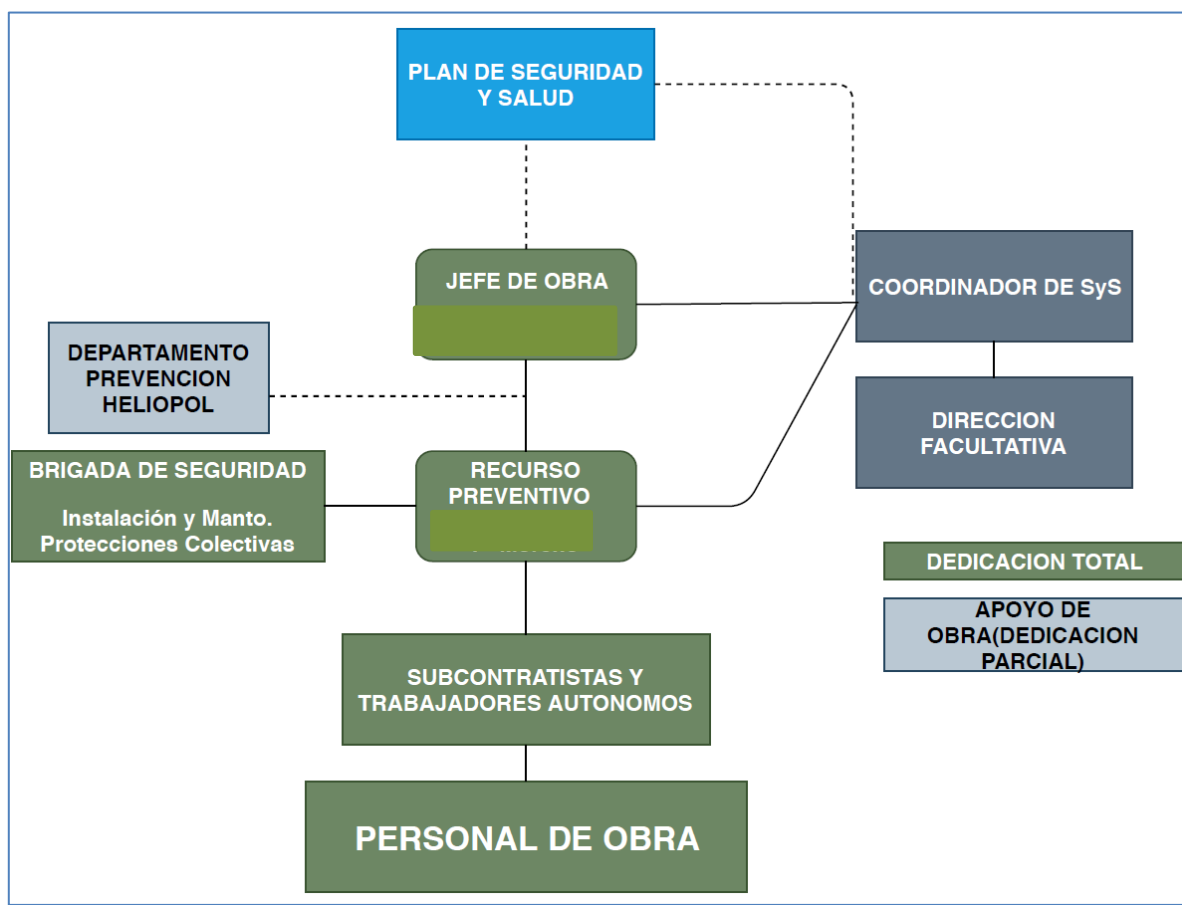 PLAN DE SEGURIDAD
Y SALUD
JEFE DE OBRA
COORDINADOR DE SyS
DEPARTAMENTO
PREVENCION
HELIOPOL
DIRECCION
FACULTATIVA
BRIGADA DE SEGURIDAD
Instalación y Manto.
Protecciones Colectivas
RECURSO
PREVENTIVO
DEDICACION TOTAL
APOYO DE
OBRA(DEDICACION
PARCIAL)
SUBCONTRATISTAS Y
TRABAJADORES AUTONOMOS
PERSONAL DE OBRA